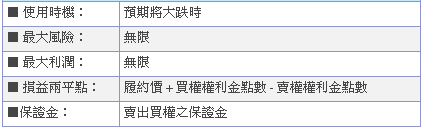 ■ 使用時機： 預期將大跌時
■ 最大風險： 無限
■ 最大利潤： 無限
■ 損益兩平點： 履約價 + 買權權利金點數 - 賣權權利金點數
■保證金： 賣出買權之保證金